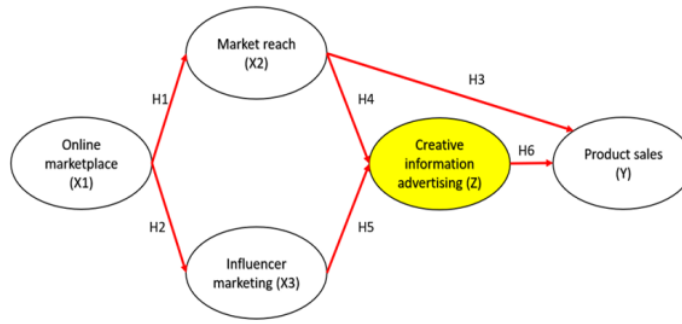 Market reach
(X2)
H3
H1
H4
Online
marketplace
(X1)
Creative
information
advertising (Z)
H6
Product sales
(Y)
H2
H5
Influencer
marketing (X3)